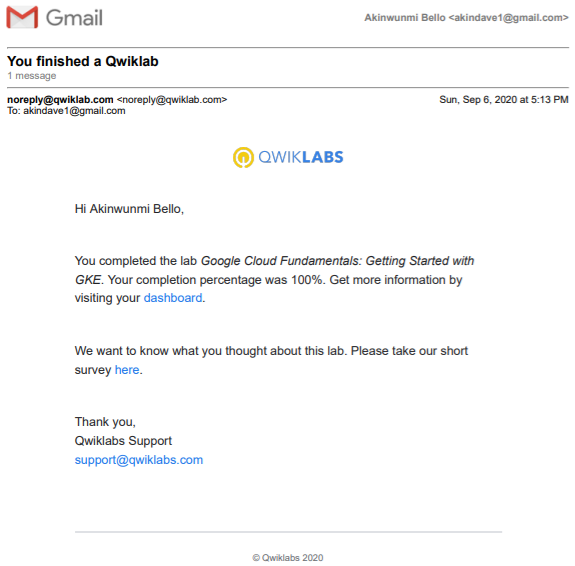 Gmail
Akinwunmi Bello <akindave1@gmail.com>
You finished a Qwiklab
1 message
noreply@qwiklab.com <noreply@qwiklab.com>
Sun, Sep 6, 2020 at 5:13 PM
To: akindave1@gmail.com
QWIKLABS
Hi Akinwunmi Bello,
You completed the lab Google Cloud Fundamentals: Getting Started with
GKE. Your completion percentage was 100%. Get more information by
visiting your dashboard.
We want to know what you thought about this lab. Please take our short
survey here.
Thank you,
Qwiklabs Support
support@qwiklabs.com
© Qwiklabs 2020